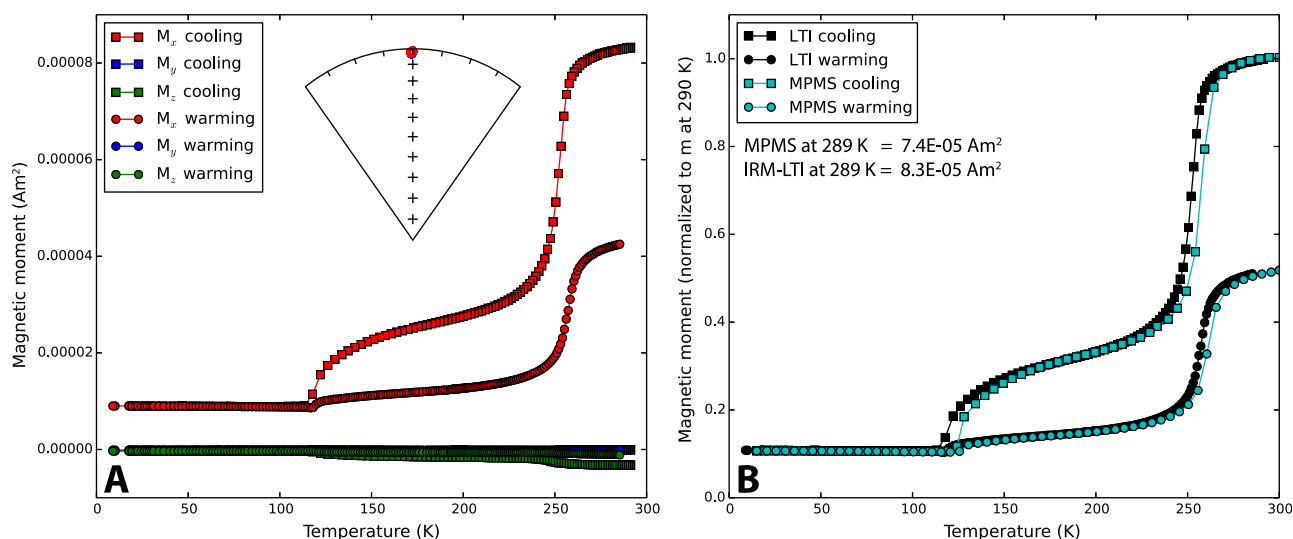 Magnetic moment (Am²)
0.00008
0.00006
0.00004
0.00002
0.00000
Mx cooling
My cooling
Mz cooling
Mx warming
My warming
Mz warming
A
0 50 100 150 200 250 300
Temperature (K)
Magnetic moment (normalized to m at 290 K)
1.0
0.8
0.6
0.4
0.2
0.0
LTI cooling
LTI warming
MPMS cooling
MPMS warming
MPMS at 289 K = 7.4E-05 Am²
IRM-LTI at 289 K = 8.3E-05 Am²
B
0 50 100 150 200 250 300
Temperature (K)